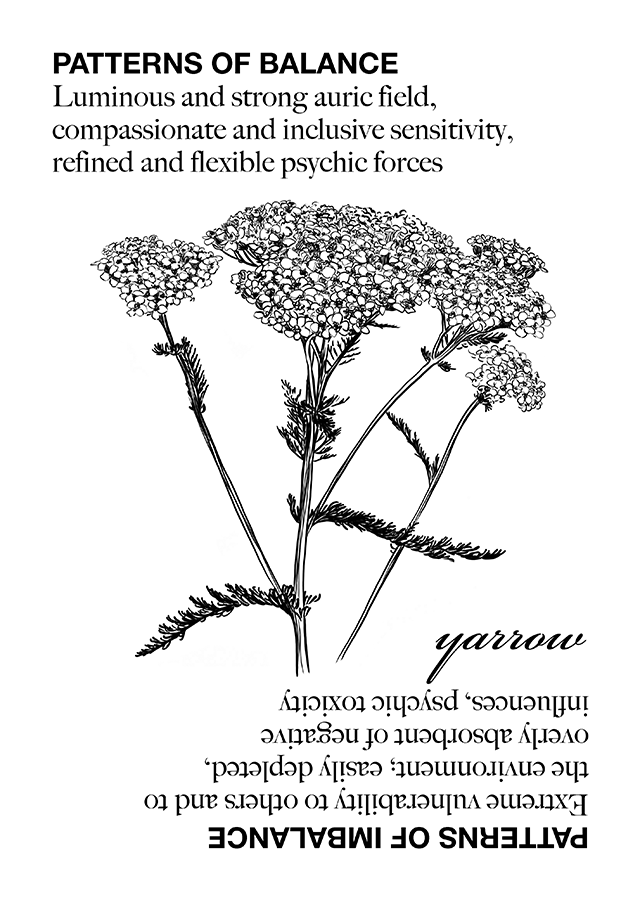 PATTERNS OF BALANCE
Luminous and strong auric field,
compassionate and inclusive sensitivity,
refined and flexible psychic forces
yarrow
PATTERNS OF IMBALANCE
Extreme vulnerability to others and to
the environment; easily depleted,
overly absorbent of negative
influences, psychic toxicity